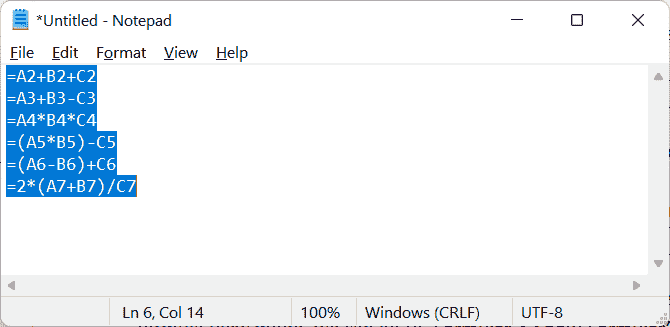 *Untitled - Notepad
File Edit Format View Help
=A2+B2+C2
=A3+B3-C3
=A4*B4*C4
=(A5*B5)-C5
=(A6-B6)+C6
=2*(A7+B7)/C7
Ln 6, Col 14 100% Windows (CRLF) UTF-8